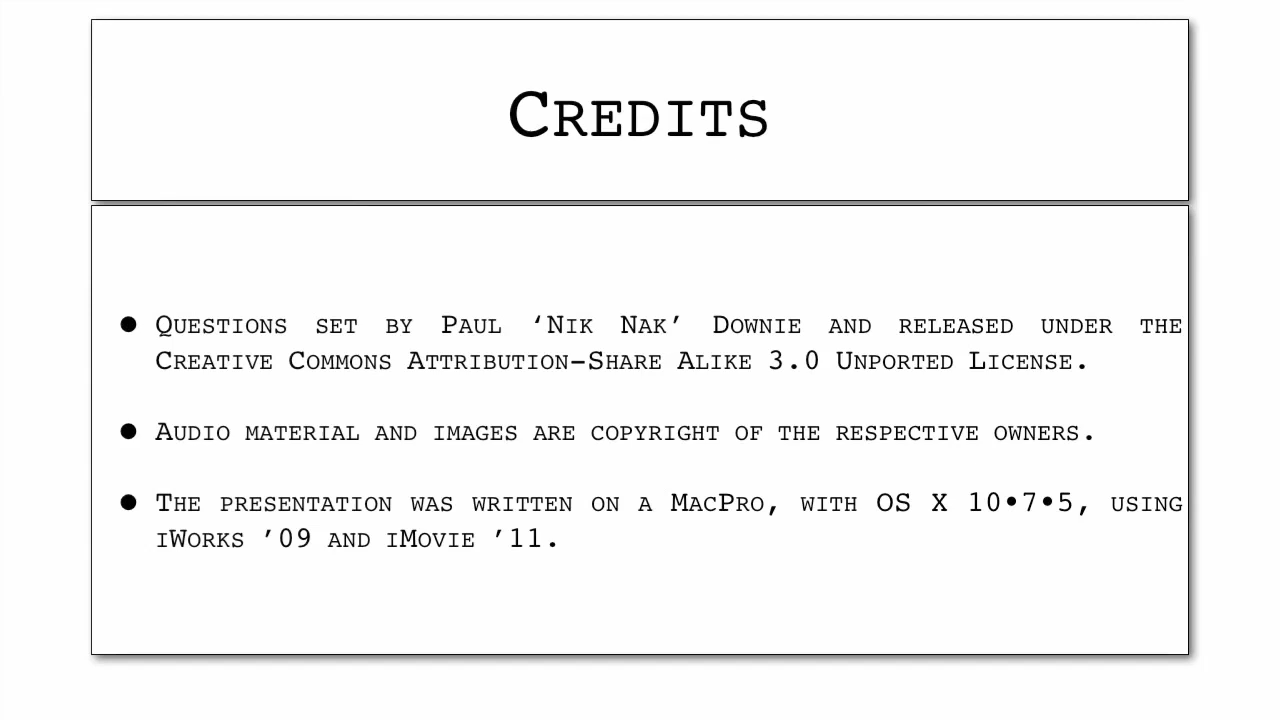 Credits
● Questions set by Paul ‘Nik Nak’ Downie and released under the
Creative Commons Attribution-Share Alike 3.0 Unported License.
● Audio material and images are copyright of the respective owners.
● The presentation was written on a MacPro, with OS X 10•7•5, using
iWorks ’09 and iMovie ’11.